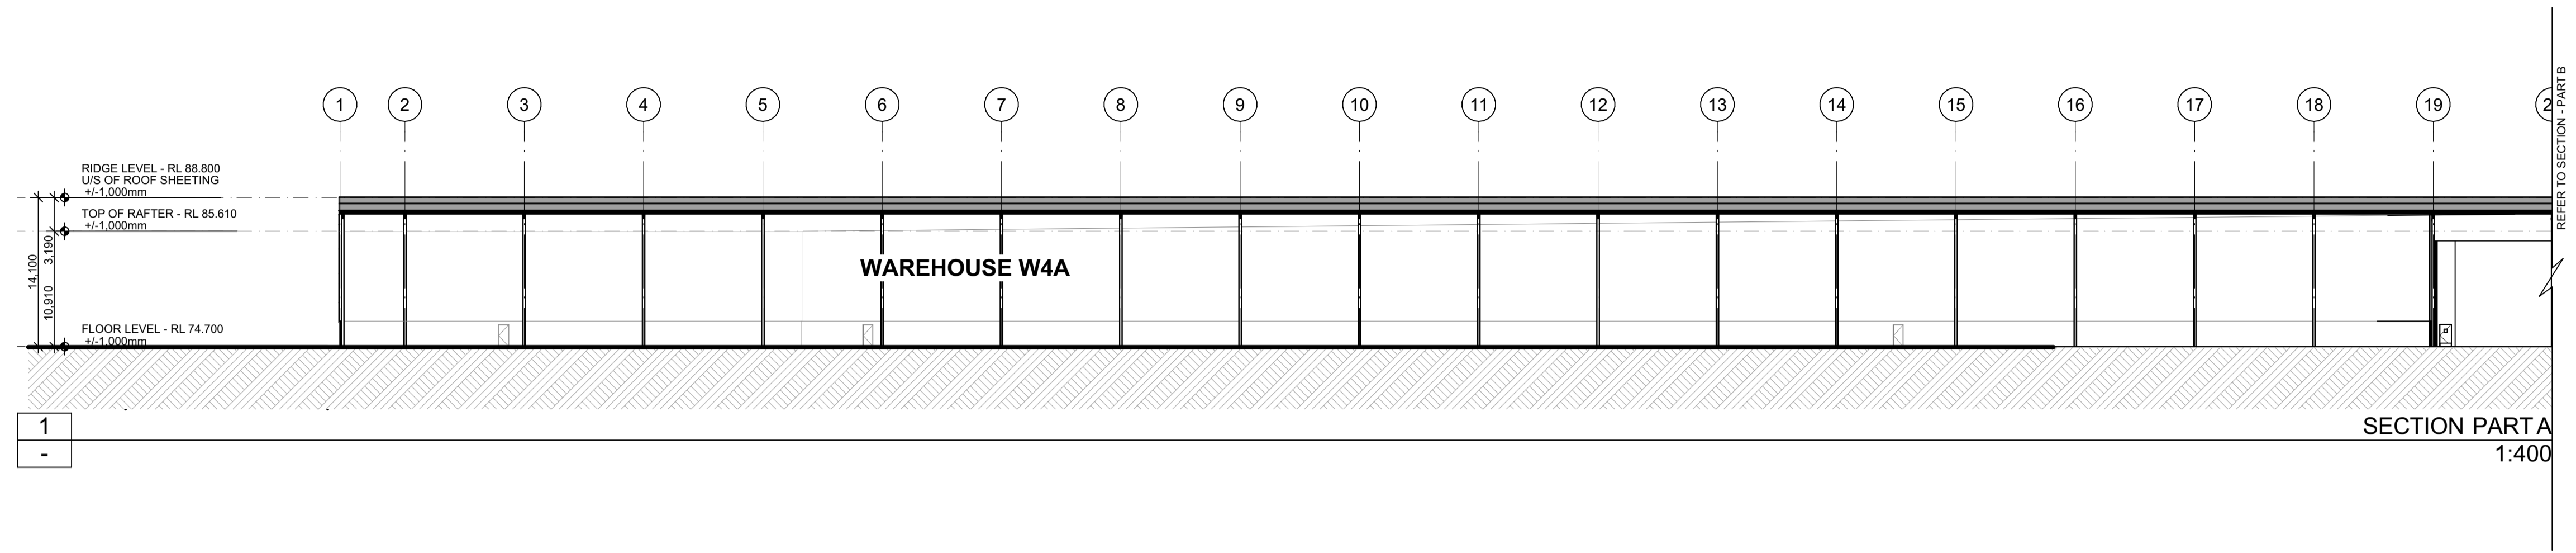 1 2 3 4 5 6 7 8 9 10 11 12 13 14 15 16 17 18 19 2
REFER TO SECTION - PART B
RIDGE LEVEL - RL 88.800
U/S OF ROOF SHEETING
+/-1,000mm
TOP OF RAFTER - RL 85.610
+/-1,000mm
14,100
3,190
10,910
WAREHOUSE W4A
FLOOR LEVEL - RL 74.700
+/-1,000mm
1
-
SECTION PART A
1:400